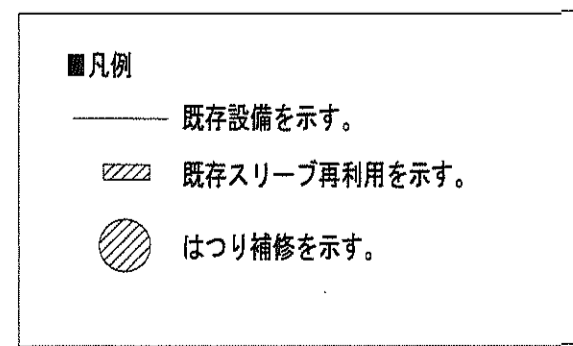 ■凡例
既存設備を示す。
既存スリーブ再利用を示す。
はつり補修を示す。